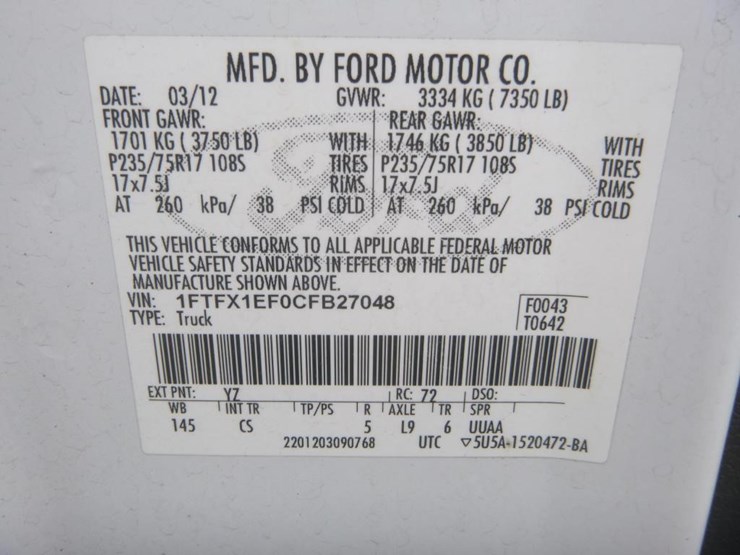 MFD. BY FORD MOTOR CO.
DATE: 03/12 GVWR: 3334 KG ( 7350 LB)
FRONT GAWR: REAR GAWR:
1701 KG ( 3750 LB) WITH 1746 KG ( 3850 LB) WITH
P235/75R17 108S TIRES P235/75R17 108S TIRES
17x7.5J RIMS 17x7.5J RIMS
AT 260 kPa/ 38 PSI COLD AT 260 kPa/ 38 PSI COLD
Ford
THIS VEHICLE CONFORMS TO ALL APPLICABLE FEDERAL MOTOR
VEHICLE SAFETY STANDARDS IN EFFECT ON THE DATE OF
MANUFACTURE SHOWN ABOVE.
VIN: 1FTFX1EF0CFB27048 F0043
TYPE: Truck T0642
EXT PNT: YZ RC: 72 DSO:
WB INT TR TP/PS R AXLE TR SPR
145 CS 5 L9 6 UUAA
2201203090768 UTC ▽5U5A-1520472-BA